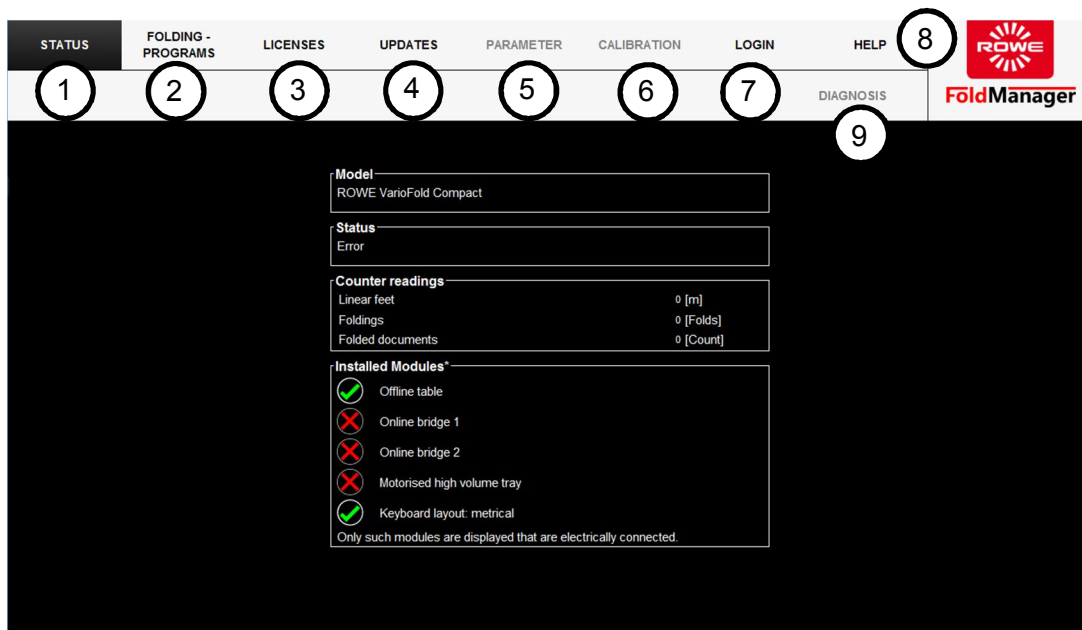 STATUS
FOLDING -
PROGRAMS
LICENSES
UPDATES
PARAMETER
CALIBRATION
LOGIN
HELP
8
ROWE
1
2
3
4
5
6
7
DIAGNOSIS
FoldManager
9
Model
ROWE VarioFold Compact
Status
Error
Counter readings
Linear feet 0 [m]
Foldings 0 [Folds]
Folded documents 0 [Count]
Installed Modules*
Offline table
Online bridge 1
Online bridge 2
Motorised high volume tray
Keyboard layout: metrical
Only such modules are displayed that are electrically connected.